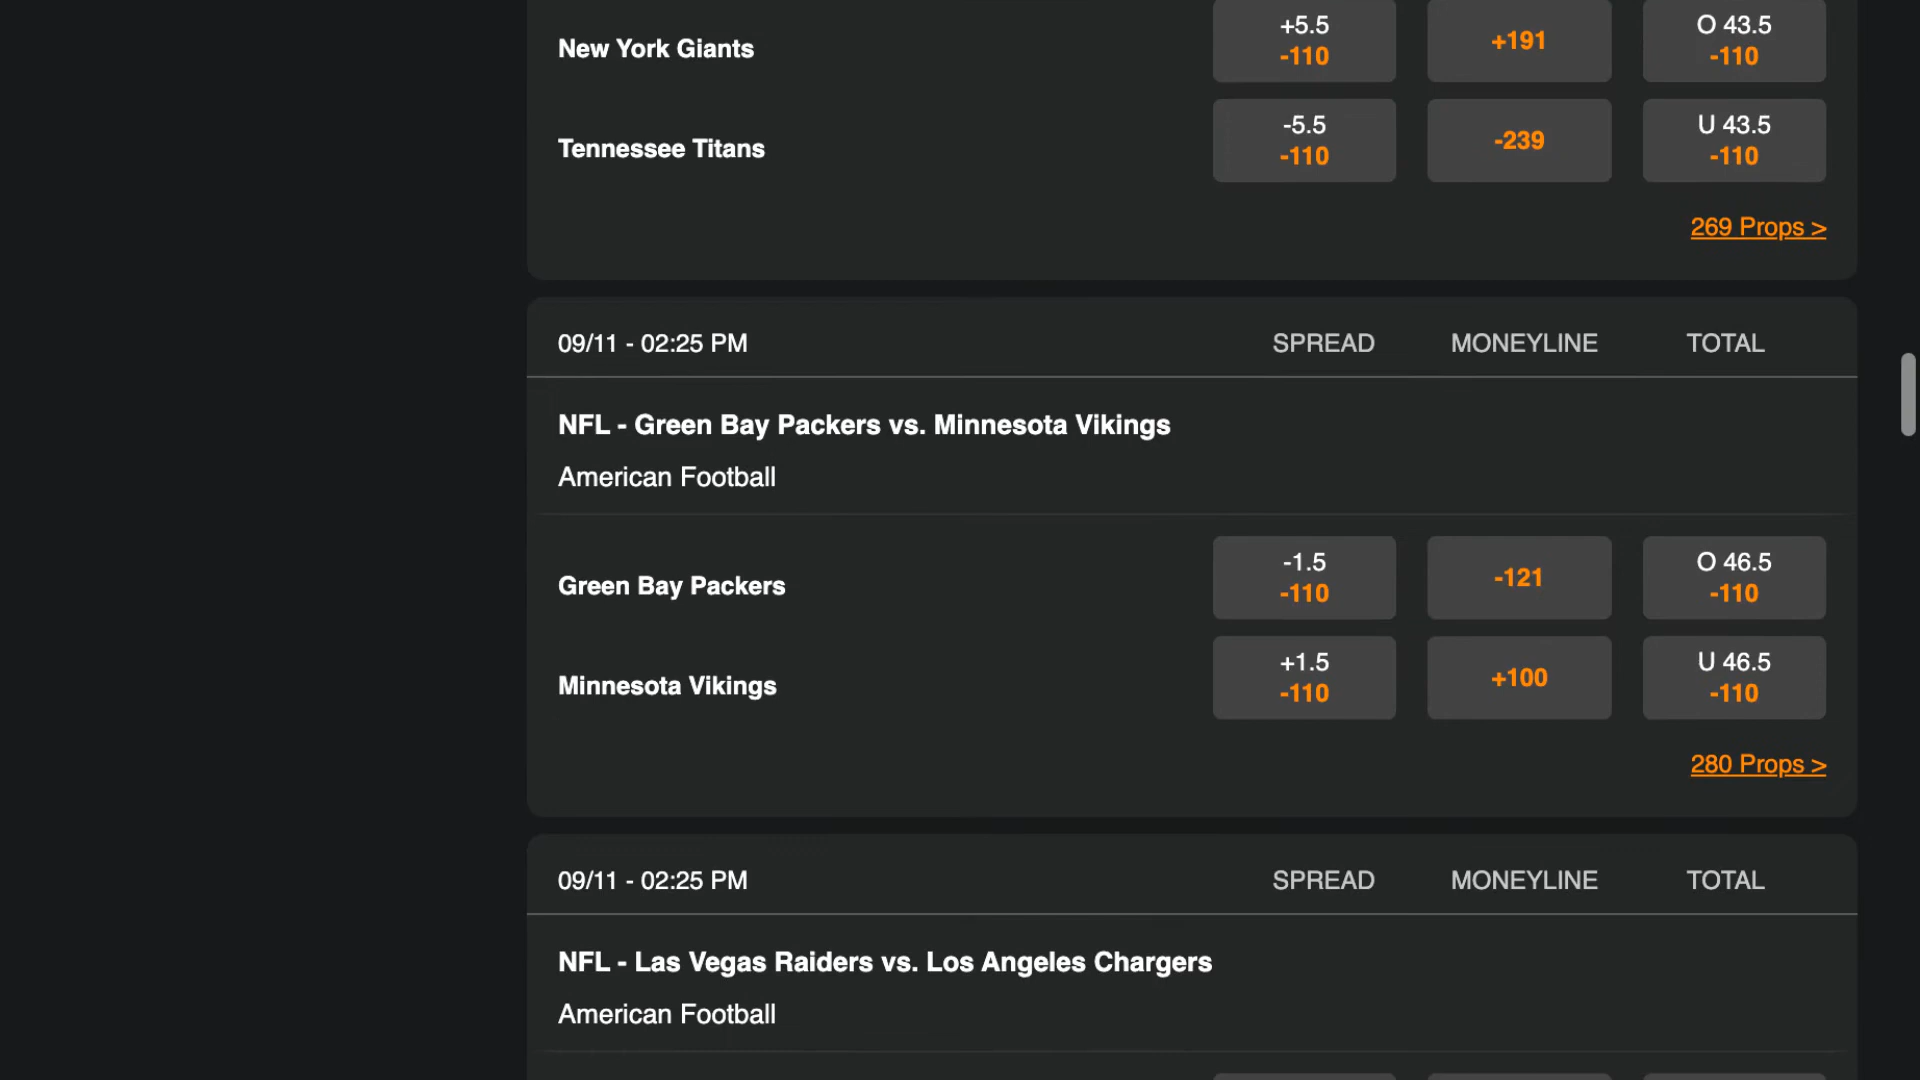 New York Giants
+5.5
-110
+191
O 43.5
-110
Tennessee Titans
-5.5
-110
-239
U 43.5
-110
269 Props >
09/11 - 02:25 PM
SPREAD
MONEYLINE
TOTAL
NFL - Green Bay Packers vs. Minnesota Vikings
American Football
Green Bay Packers
-1.5
-110
-121
O 46.5
-110
Minnesota Vikings
+1.5
-110
+100
U 46.5
-110
280 Props >
09/11 - 02:25 PM
SPREAD
MONEYLINE
TOTAL
NFL - Las Vegas Raiders vs. Los Angeles Chargers
American Football